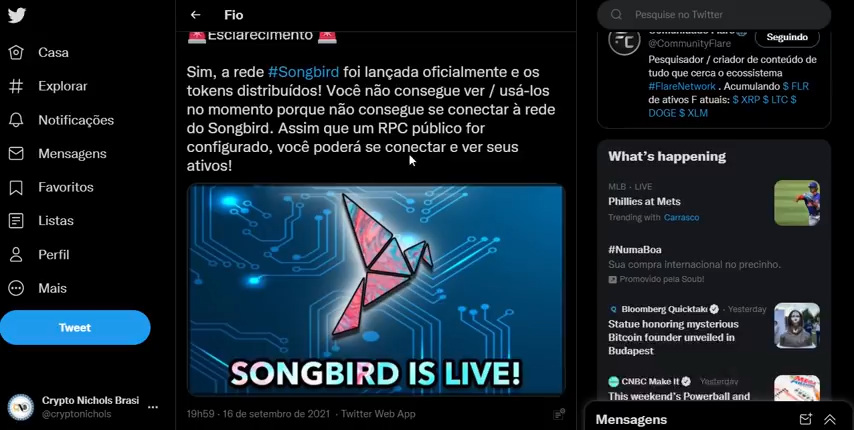 Fio
Pesquise no Twitter
Casa
Explorar
Notificações
Mensagens
Favoritos
Listas
Perfil
Mais
Tweet
Crypto Nichols Brasi
@cryptonichols
Esclarecimento
Sim, a rede #Songbird foi lançada oficialmente e os
tokens distribuídos! Você não consegue ver / usá-los
no momento porque não consegue se conectar à rede
do Songbird. Assim que um RPC público for
configurado, você poderá se conectar e ver seus
ativos!
SONGBIRD IS LIVE!
19h59 · 16 de setembro de 2021 · Twitter Web App
@CommunityFlare
Seguindo
Pesquisador / criador de conteúdo de
tudo que cerca o ecossistema
#FlareNetwork . Acumulando $ FLR
de ativos F atuais: $ XRP $ LTC $
DOGE $ XLM
What's happening
MLB · LIVE
Phillies at Mets
Trending with Carrasco
#NumaBoa
Sua compra internacional no precinho.
Promovido pela Soub!
Bloomberg Quicktak · Yesterday
Statue honoring mysterious
Bitcoin founder unveiled in
Budapest
CNBC Make It · Yesterday
This weekend's Powerball and
Mensagens